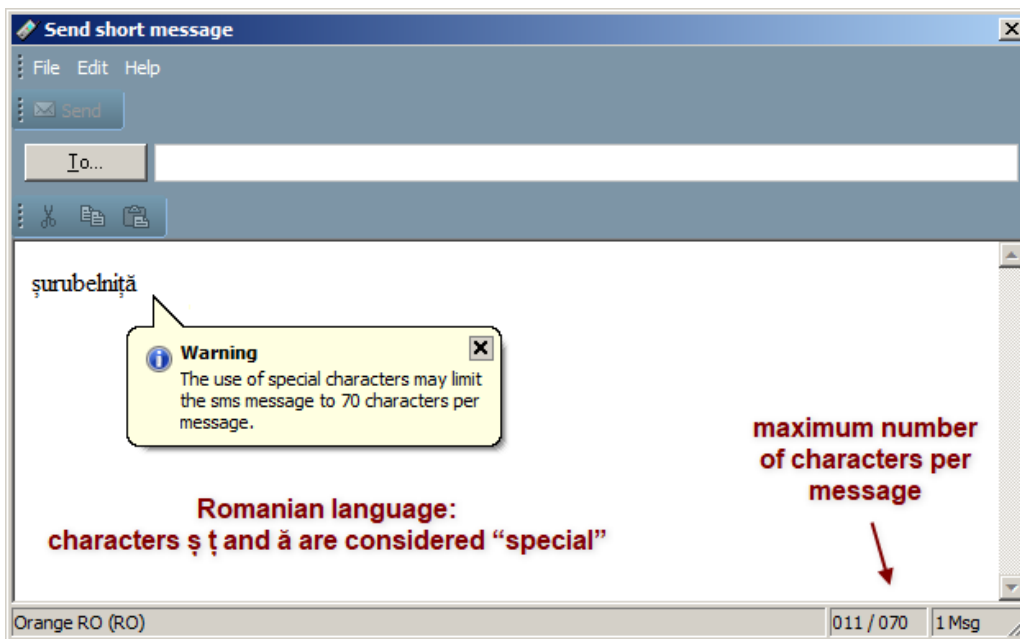 Send short message
File Edit Help
Send
To...
șurubelniță
Warning
The use of special characters may limit
the sms message to 70 characters per
message.
maximum number
of characters per
message
Romanian language:
characters ș ț and ă are considered “special”
Orange RO (RO)
011 / 070
1 Msg